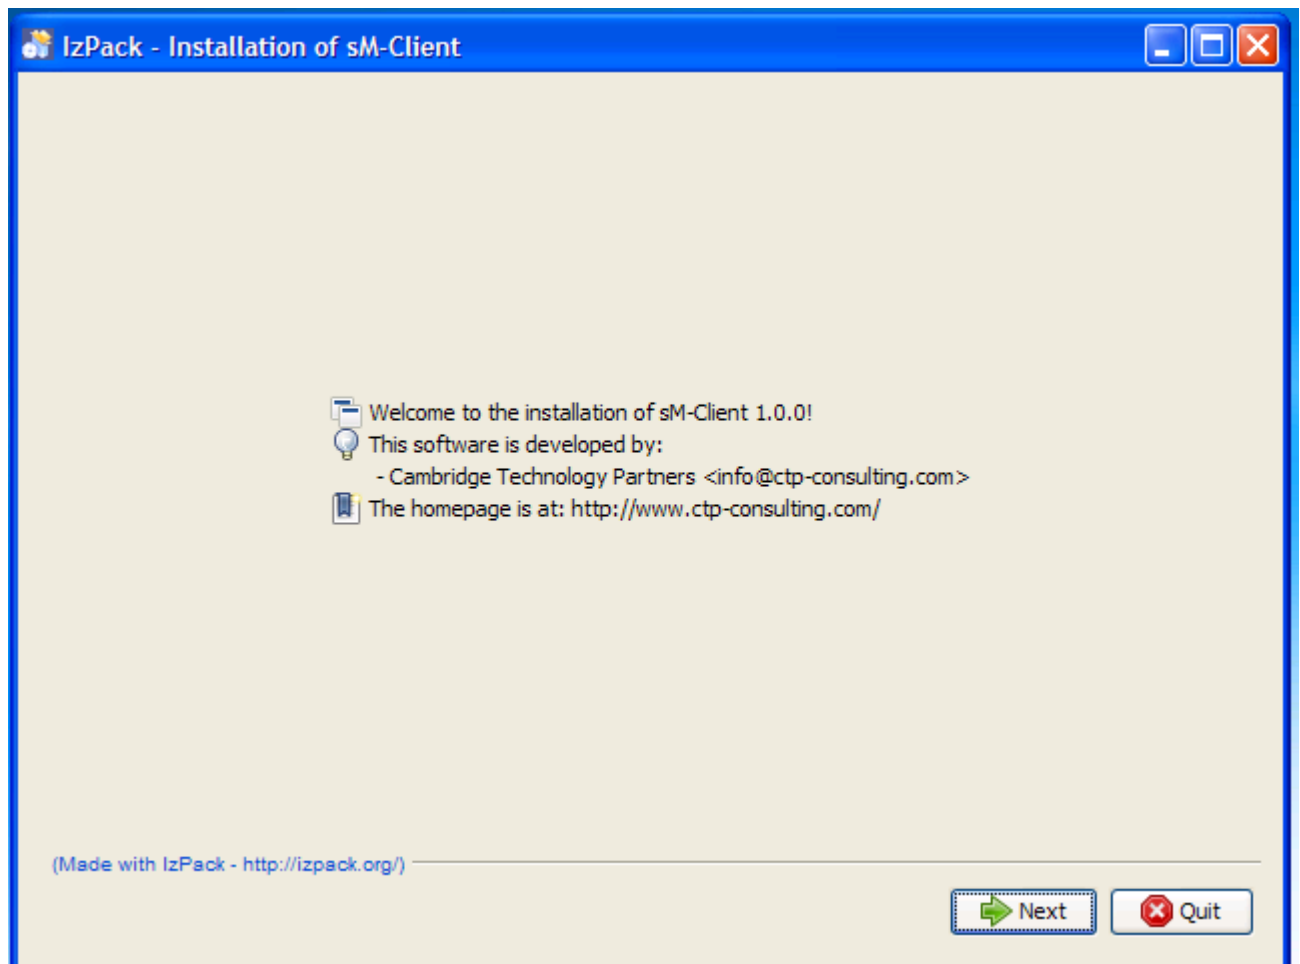 IzPack - Installation of sM-Client
Welcome to the installation of sM-Client 1.0.0!
This software is developed by:
- Cambridge Technology Partners <info@ctp-consulting.com>
The homepage is at: http://www.ctp-consulting.com/
(Made with IzPack - http://izpack.org/)
Next
Quit